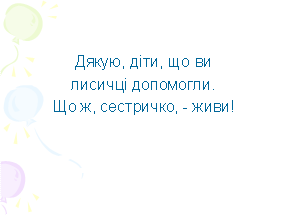 Дякую, діти, що ви
лисичці допомогли.
Що ж, сестричко, - живи!